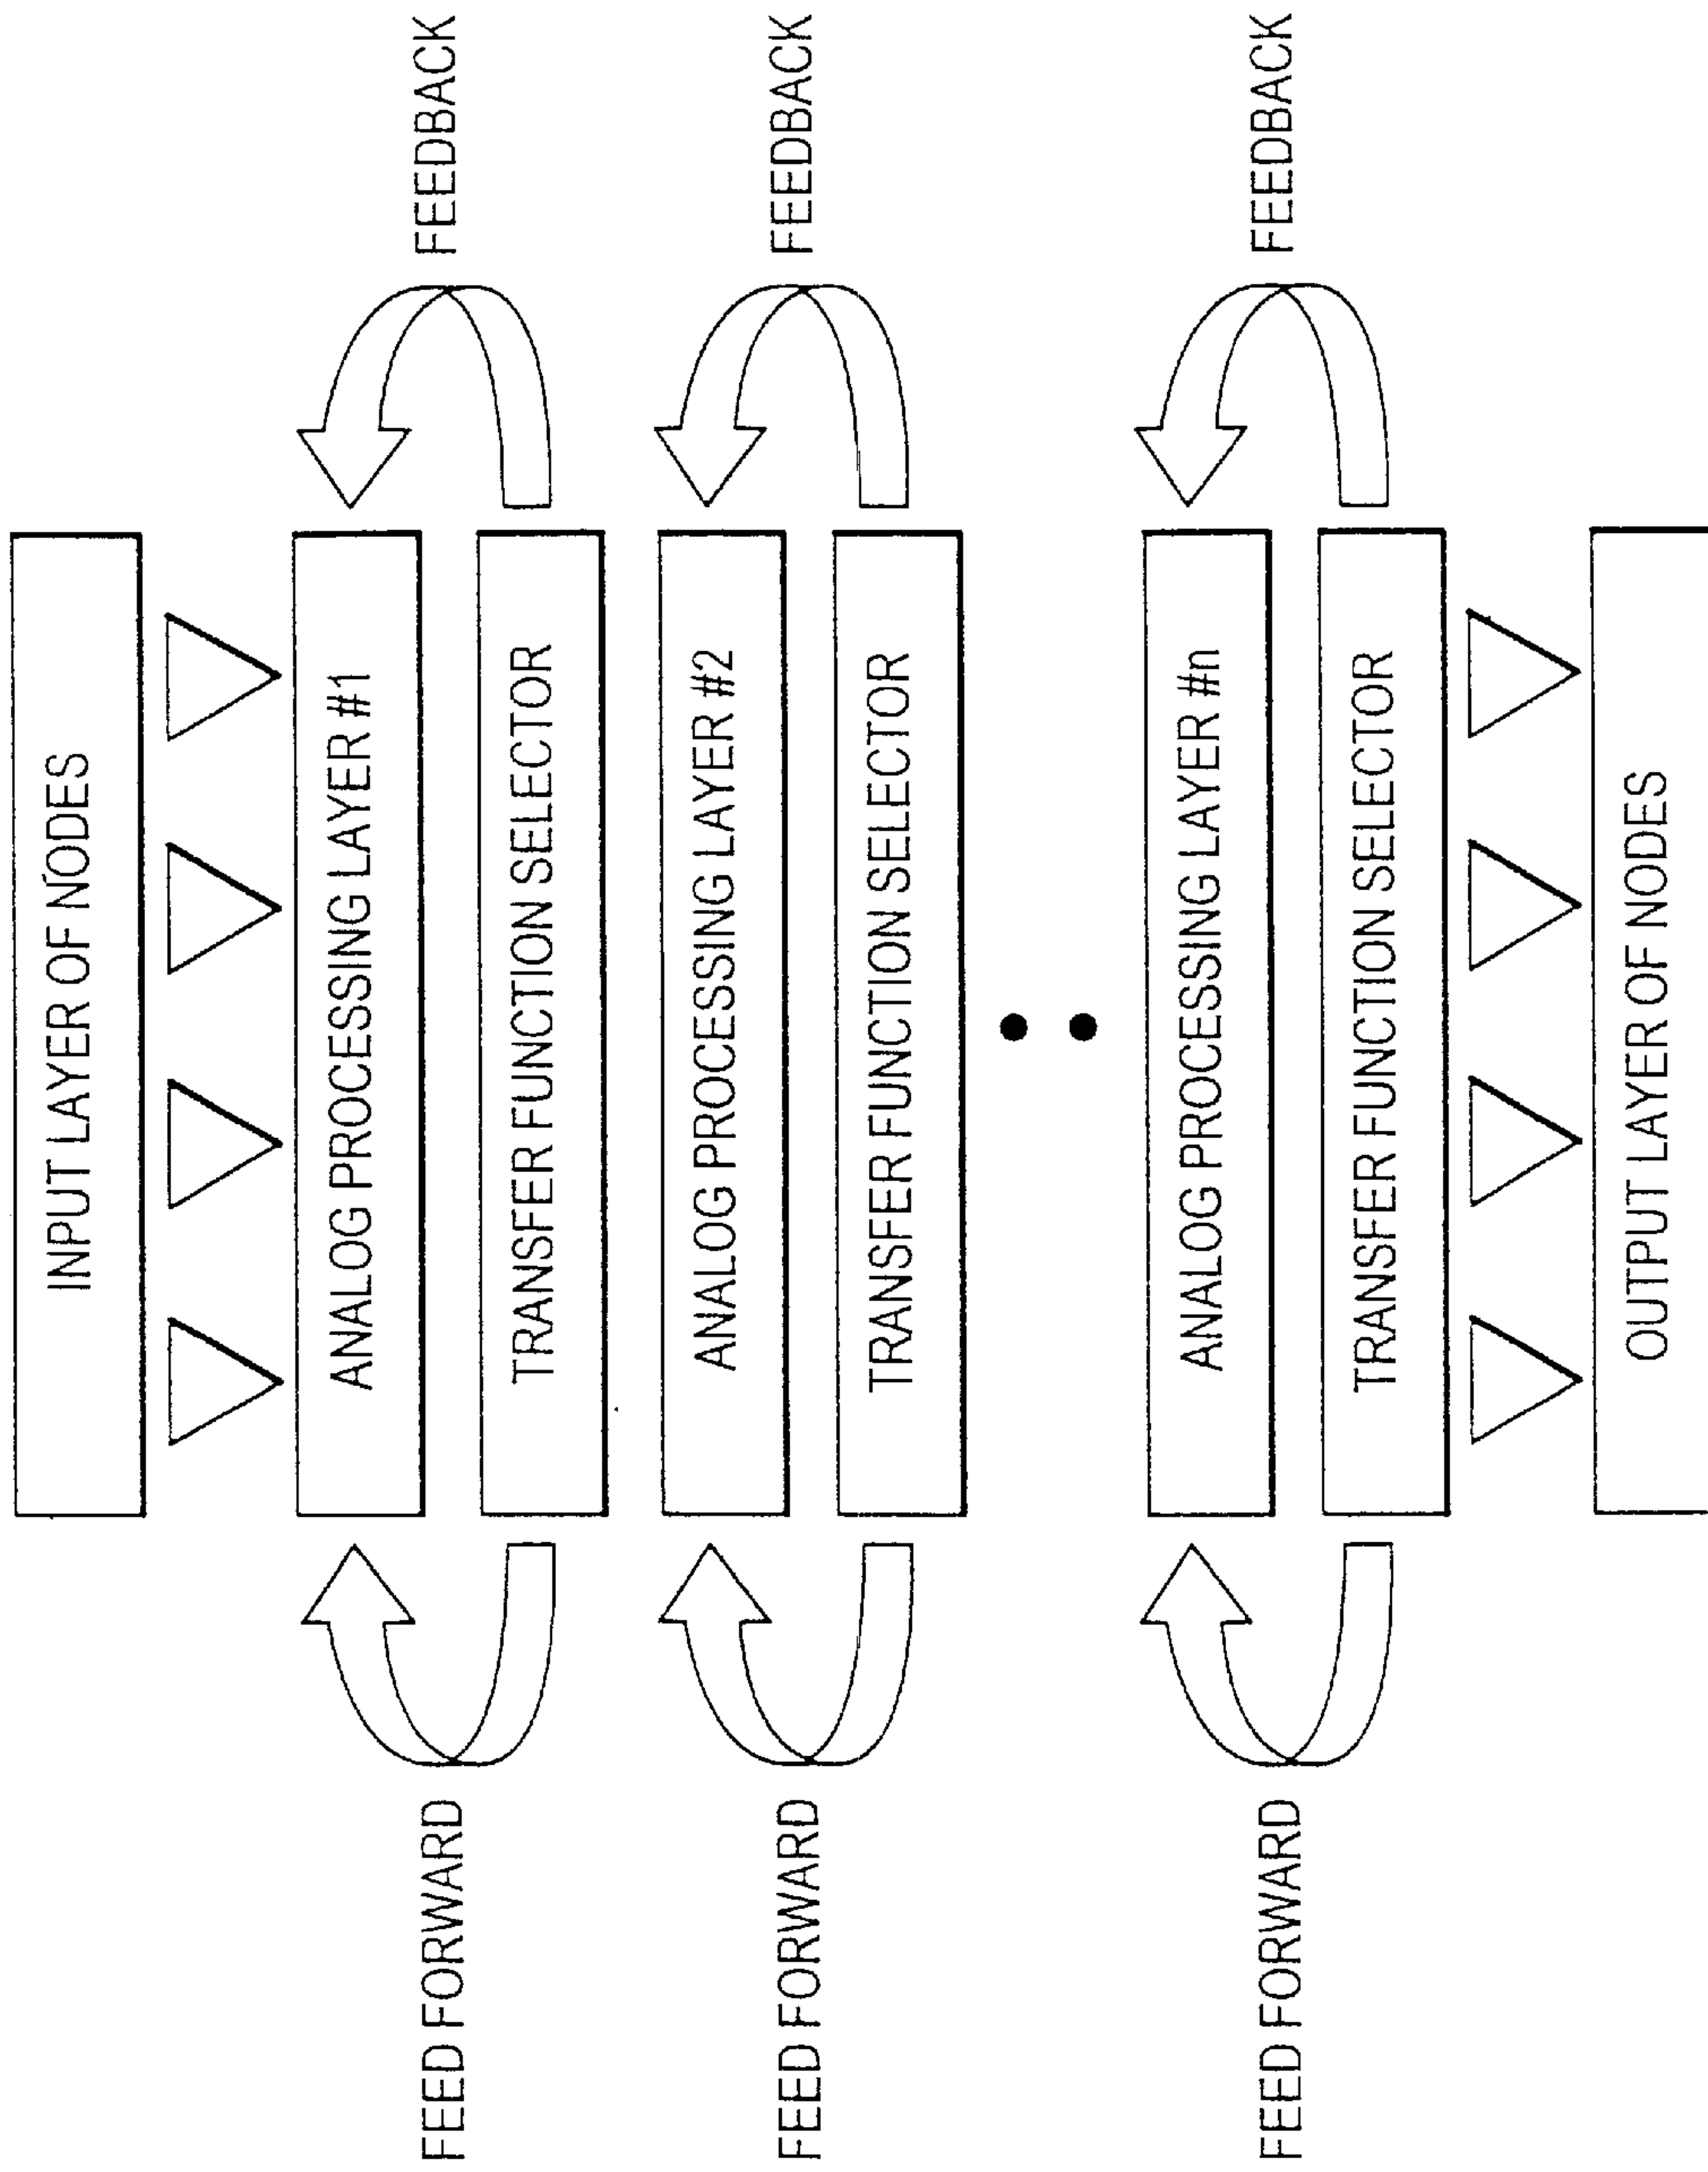 INPUT LAYER OF NODES
ANALOG PROCESSING LAYER #1
FEED FORWARD
FEEDBACK
TRANSFER FUNCTION SELECTOR
ANALOG PROCESSING LAYER #2
FEED FORWARD
FEEDBACK
TRANSFER FUNCTION SELECTOR
ANALOG PROCESSING LAYER #n
FEED FORWARD
FEEDBACK
TRANSFER FUNCTION SELECTOR
OUTPUT LAYER OF NODES